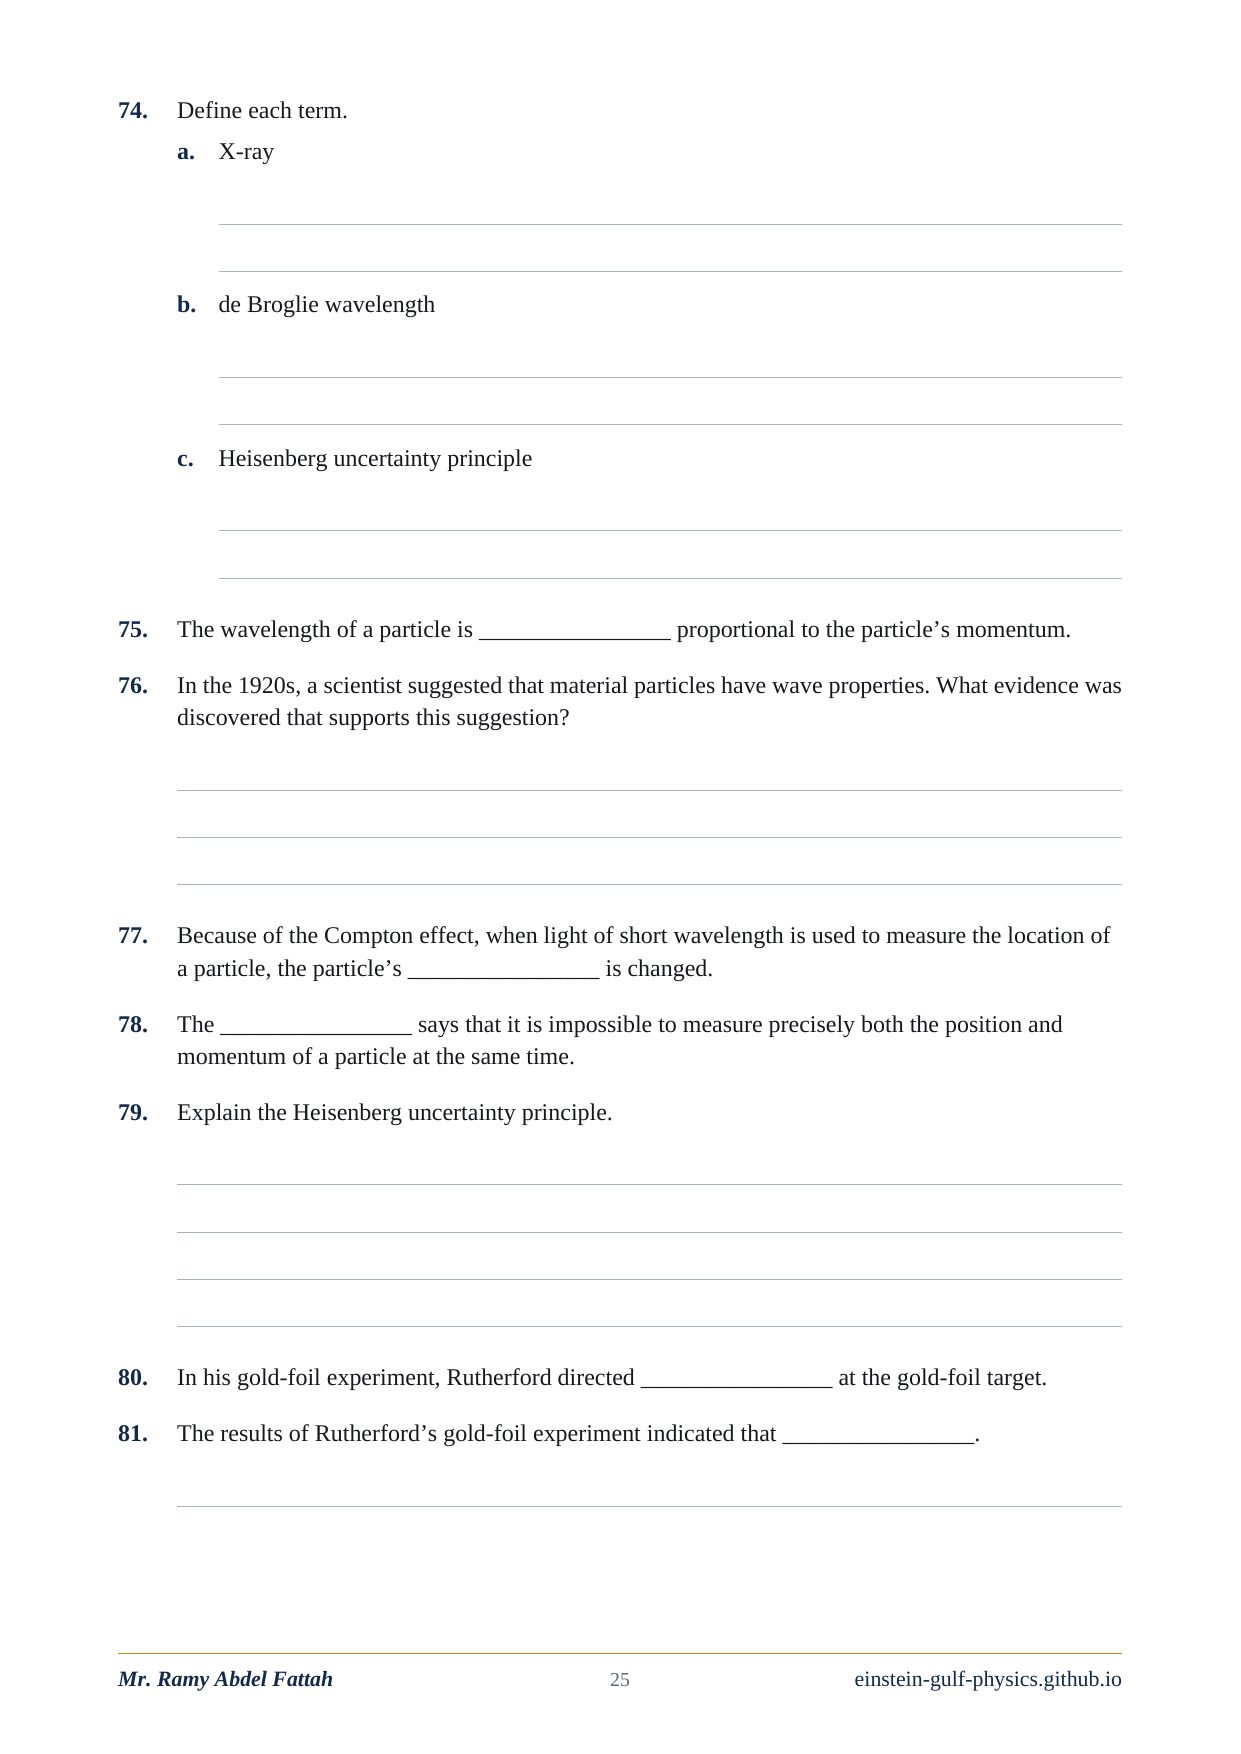 74. Define each term.
a. X-ray
b. de Broglie wavelength
c. Heisenberg uncertainty principle
75. The wavelength of a particle is ________________ proportional to the particle’s momentum.
76. In the 1920s, a scientist suggested that material particles have wave properties. What evidence was
discovered that supports this suggestion?
77. Because of the Compton effect, when light of short wavelength is used to measure the location of
a particle, the particle’s ________________ is changed.
78. The ________________ says that it is impossible to measure precisely both the position and
momentum of a particle at the same time.
79. Explain the Heisenberg uncertainty principle.
80. In his gold-foil experiment, Rutherford directed ________________ at the gold-foil target.
81. The results of Rutherford’s gold-foil experiment indicated that ________________.
Mr. Ramy Abdel Fattah 25 einstein-gulf-physics.github.io